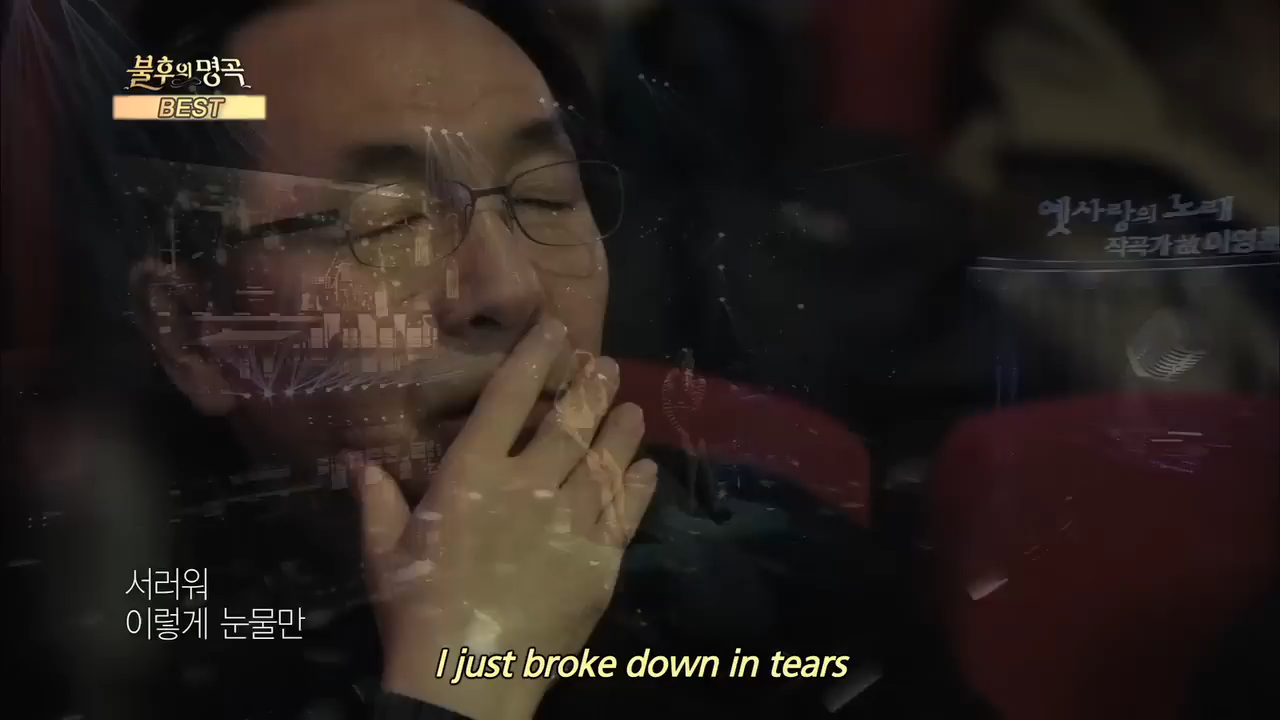 불후의 명곡
BEST
옛사랑의 노래
작곡가 故 이영훈
서러워
이렇게 눈물만
I just broke down in tears